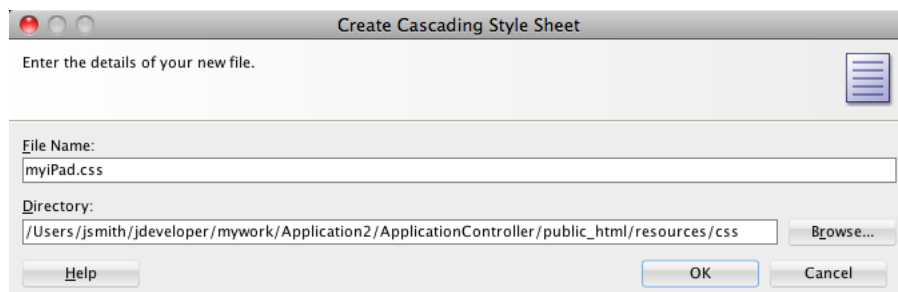 Create Cascading Style Sheet
Enter the details of your new file.
File Name:
myiPad.css
Directory:
/Users/jsmith/jdeveloper/mywork/Application2/ApplicationController/public_html/resources/css Browse...
Help OK Cancel